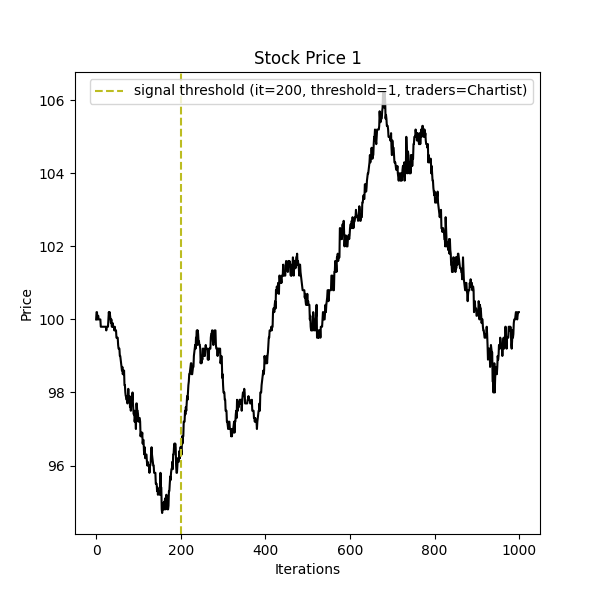 Stock Price 1
signal threshold (it=200, threshold=1, traders=Chartist)
106
104
102
100
98
96
Price
0 200 400 600 800 1000
Iterations